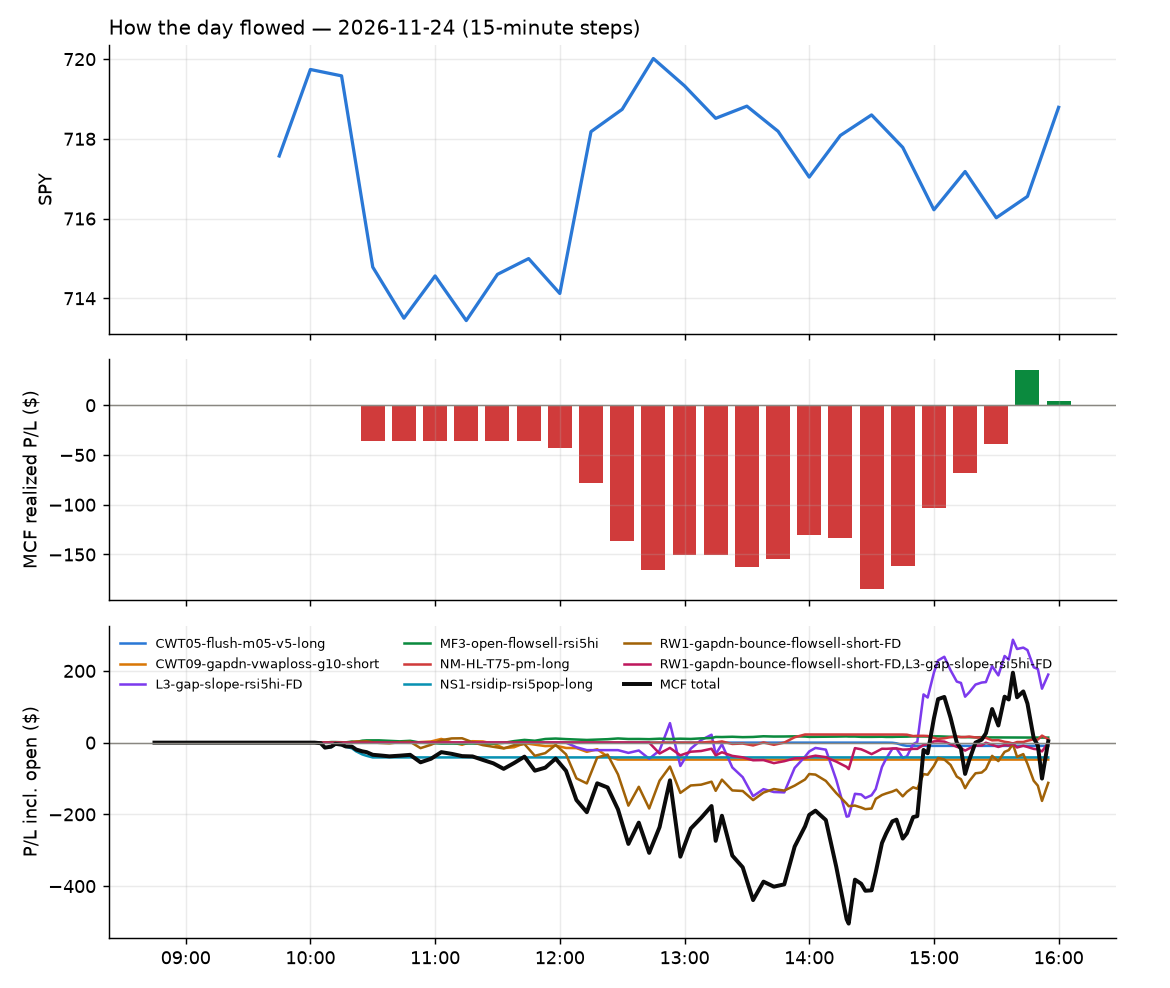 How the day flowed — 2026-11-24 (15-minute steps)
720
718
716
714
SPY
0
−50
−100
−150
MCF realized P/L ($)
CWT05-flush-m05-v5-long
CWT09-gapdn-vwaploss-g10-short
L3-gap-slope-rsi5hi-FD
MF3-open-flowsell-rsi5hi
NM-HL-T75-pm-long
NS1-rsidip-rsi5pop-long
RW1-gapdn-bounce-flowsell-short-FD
RW1-gapdn-bounce-flowsell-short-FD,L3-gap-slope-rsi5hi-FD
MCF total
200
0
−200
−400
P/L incl. open ($)
09:00 10:00 11:00 12:00 13:00 14:00 15:00 16:00